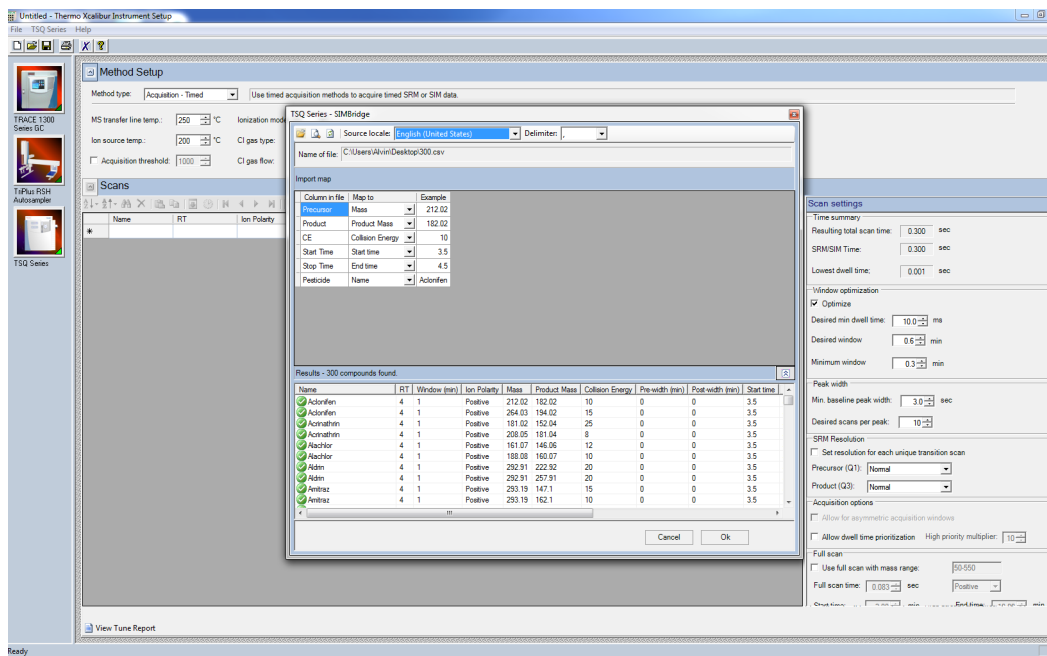 Untitled - Thermo Xcalibur Instrument Setup
File TSQ Series Help
TRACE 1300 Series GC
TriPlus RSH Autosampler
TSQ Series
Method Setup
Method type: Acquisition - Timed Use timed acquisition methods to acquire timed SRM or SIM data.
MS transfer line temp.: 250 °C Ionization mode
Ion source temp.: 200 °C CI gas type:
Acquisition threshold: 1000 CI gas flow:
Scans
Name RT Ion Polarity
TSQ Series - SIMBridge
Source locale: English (United States) Delimiter: ,
Name of file: C:\Users\Alvin\Desktop\300.csv
Import map
Column in file Map to Example
Precursor Mass 212.02
Product Product Mass 182.02
CE Collision Energy 10
Start Time Start time 3.5
Stop Time End time 4.5
Pesticide Name Aclonifen
Results - 300 compounds found.
Name RT Window (min) Ion Polarity Mass Product Mass Collision Energy Pre-width (min) Post-width (min) Start time
Aclonifen 4 1 Positive 212.02 182.02 10 0 0 3.5
Aclonifen 4 1 Positive 264.03 194.02 15 0 0 3.5
Acrinathrin 4 1 Positive 181.02 152.04 25 0 0 3.5
Acrinathrin 4 1 Positive 208.05 181.04 8 0 0 3.5
Alachlor 4 1 Positive 161.07 146.06 12 0 0 3.5
Alachlor 4 1 Positive 188.08 160.07 10 0 0 3.5
Aldrin 4 1 Positive 292.91 222.92 20 0 0 3.5
Aldrin 4 1 Positive 292.91 257.91 20 0 0 3.5
Amitraz 4 1 Positive 293.19 147.1 15 0 0 3.5
Amitraz 4 1 Positive 293.19 162.1 10 0 0 3.5
Cancel Ok
Scan settings
Time summary
Resulting total scan time: 0.300 sec
SRM/SIM Time: 0.300 sec
Lowest dwell time; 0.001 sec
Window optimization
Optimize
Desired min dwell time: 10.0 ms
Desired window 0.6 min
Minimum window 0.3 min
Peak width
Min. baseline peak width: 3.0 sec
Desired scans per peak: 10
SRM Resolution
Set resolution for each unique transition scan
Precursor (Q1): Normal
Product (Q3): Normal
Acquisition options
Allow for asymmetric acquisition windows
Allow dwell time prioritization High priority multiplier: 10
Full scan
Use full scan with mass range: 50-550
Full scan time: 0.083 sec Positive
View Tune Report
Ready